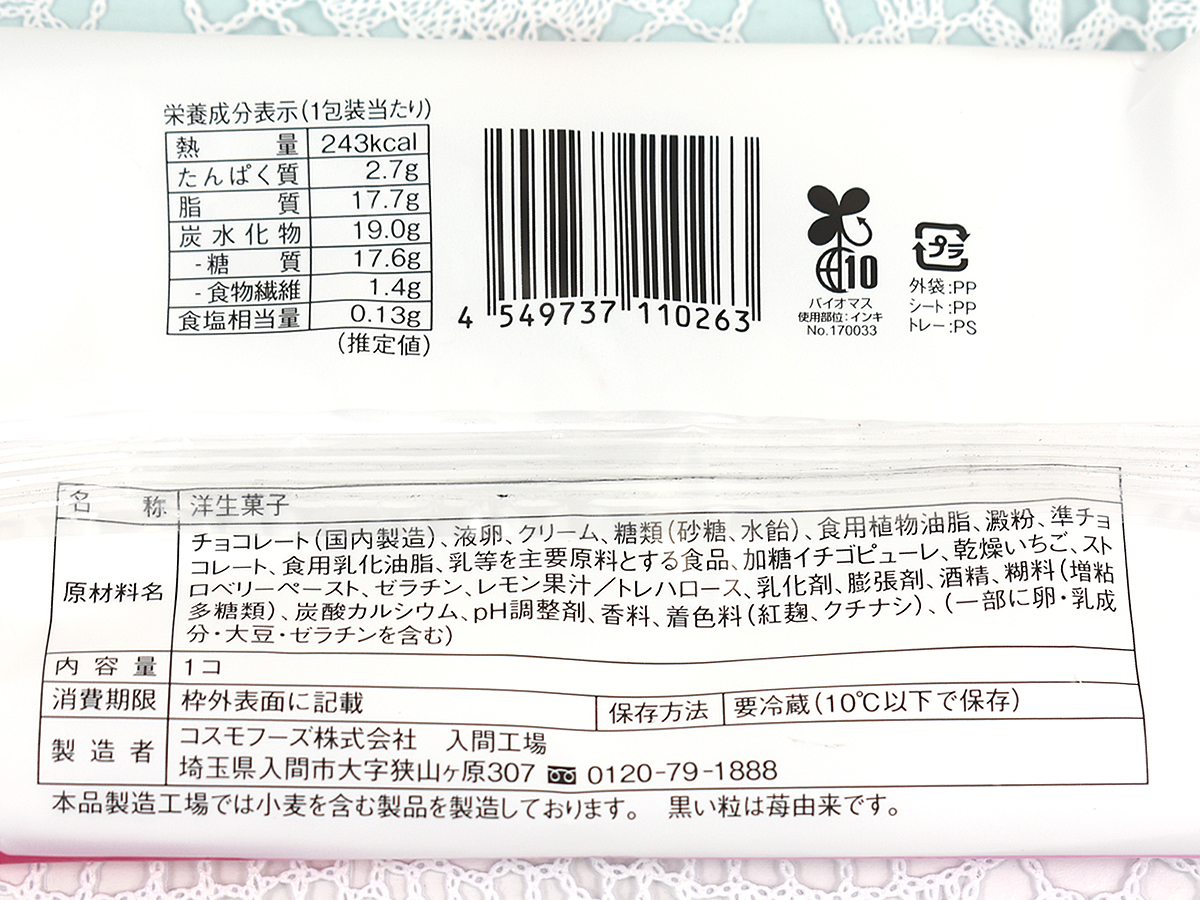 栄養成分表示(1包装当たり)
熱量 243kcal
たんぱく質 2.7g
脂質 17.7g
炭水化物 19.0g
-糖質 17.6g
-食物繊維 1.4g
食塩相当量 0.13g
(推定値)
4 549737 110263
10
バイオマス
使用部位:インキ
No.170033
プラ
外袋:PP
シート:PP
トレー:PS
名称 洋生菓子
原材料名
チョコレート(国内製造)、液卵、クリーム、糖類(砂糖、水飴)、食用植物油脂、澱粉、準チョ
コレート、食用乳化油脂、乳等を主要原料とする食品、加糖イチゴピューレ、乾燥いちご、スト
ロベリーペースト、ゼラチン、レモン果汁/トレハロース、乳化剤、膨張剤、酒精、糊料(増粘
多糖類)、炭酸カルシウム、pH調整剤、香料、着色料(紅麹、クチナシ)、(一部に卵・乳成
分・大豆・ゼラチンを含む)
内容量 1コ
消費期限 枠外表面に記載 保存方法 要冷蔵(10℃以下で保存)
製造者
コスモフーズ株式会社 入間工場
埼玉県入間市大字狭山ヶ原307 0120-79-1888
本品製造工場では小麦を含む製品を製造しております。 黒い粒は苺由来です。